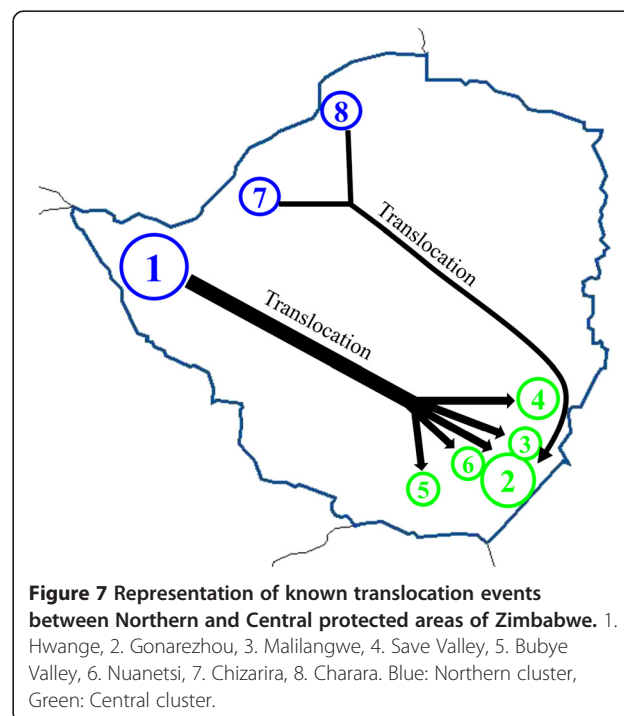 8
7
Translocation
1
Translocation
4
3
6
2
5
Figure 7 Representation of known translocation events
between Northern and Central protected areas of Zimbabwe. 1.
Hwange, 2. Gonarezhou, 3. Malilangwe, 4. Save Valley, 5. Bubye
Valley, 6. Nuanetsi, 7. Chizarira, 8. Charara. Blue: Northern cluster,
Green: Central cluster.